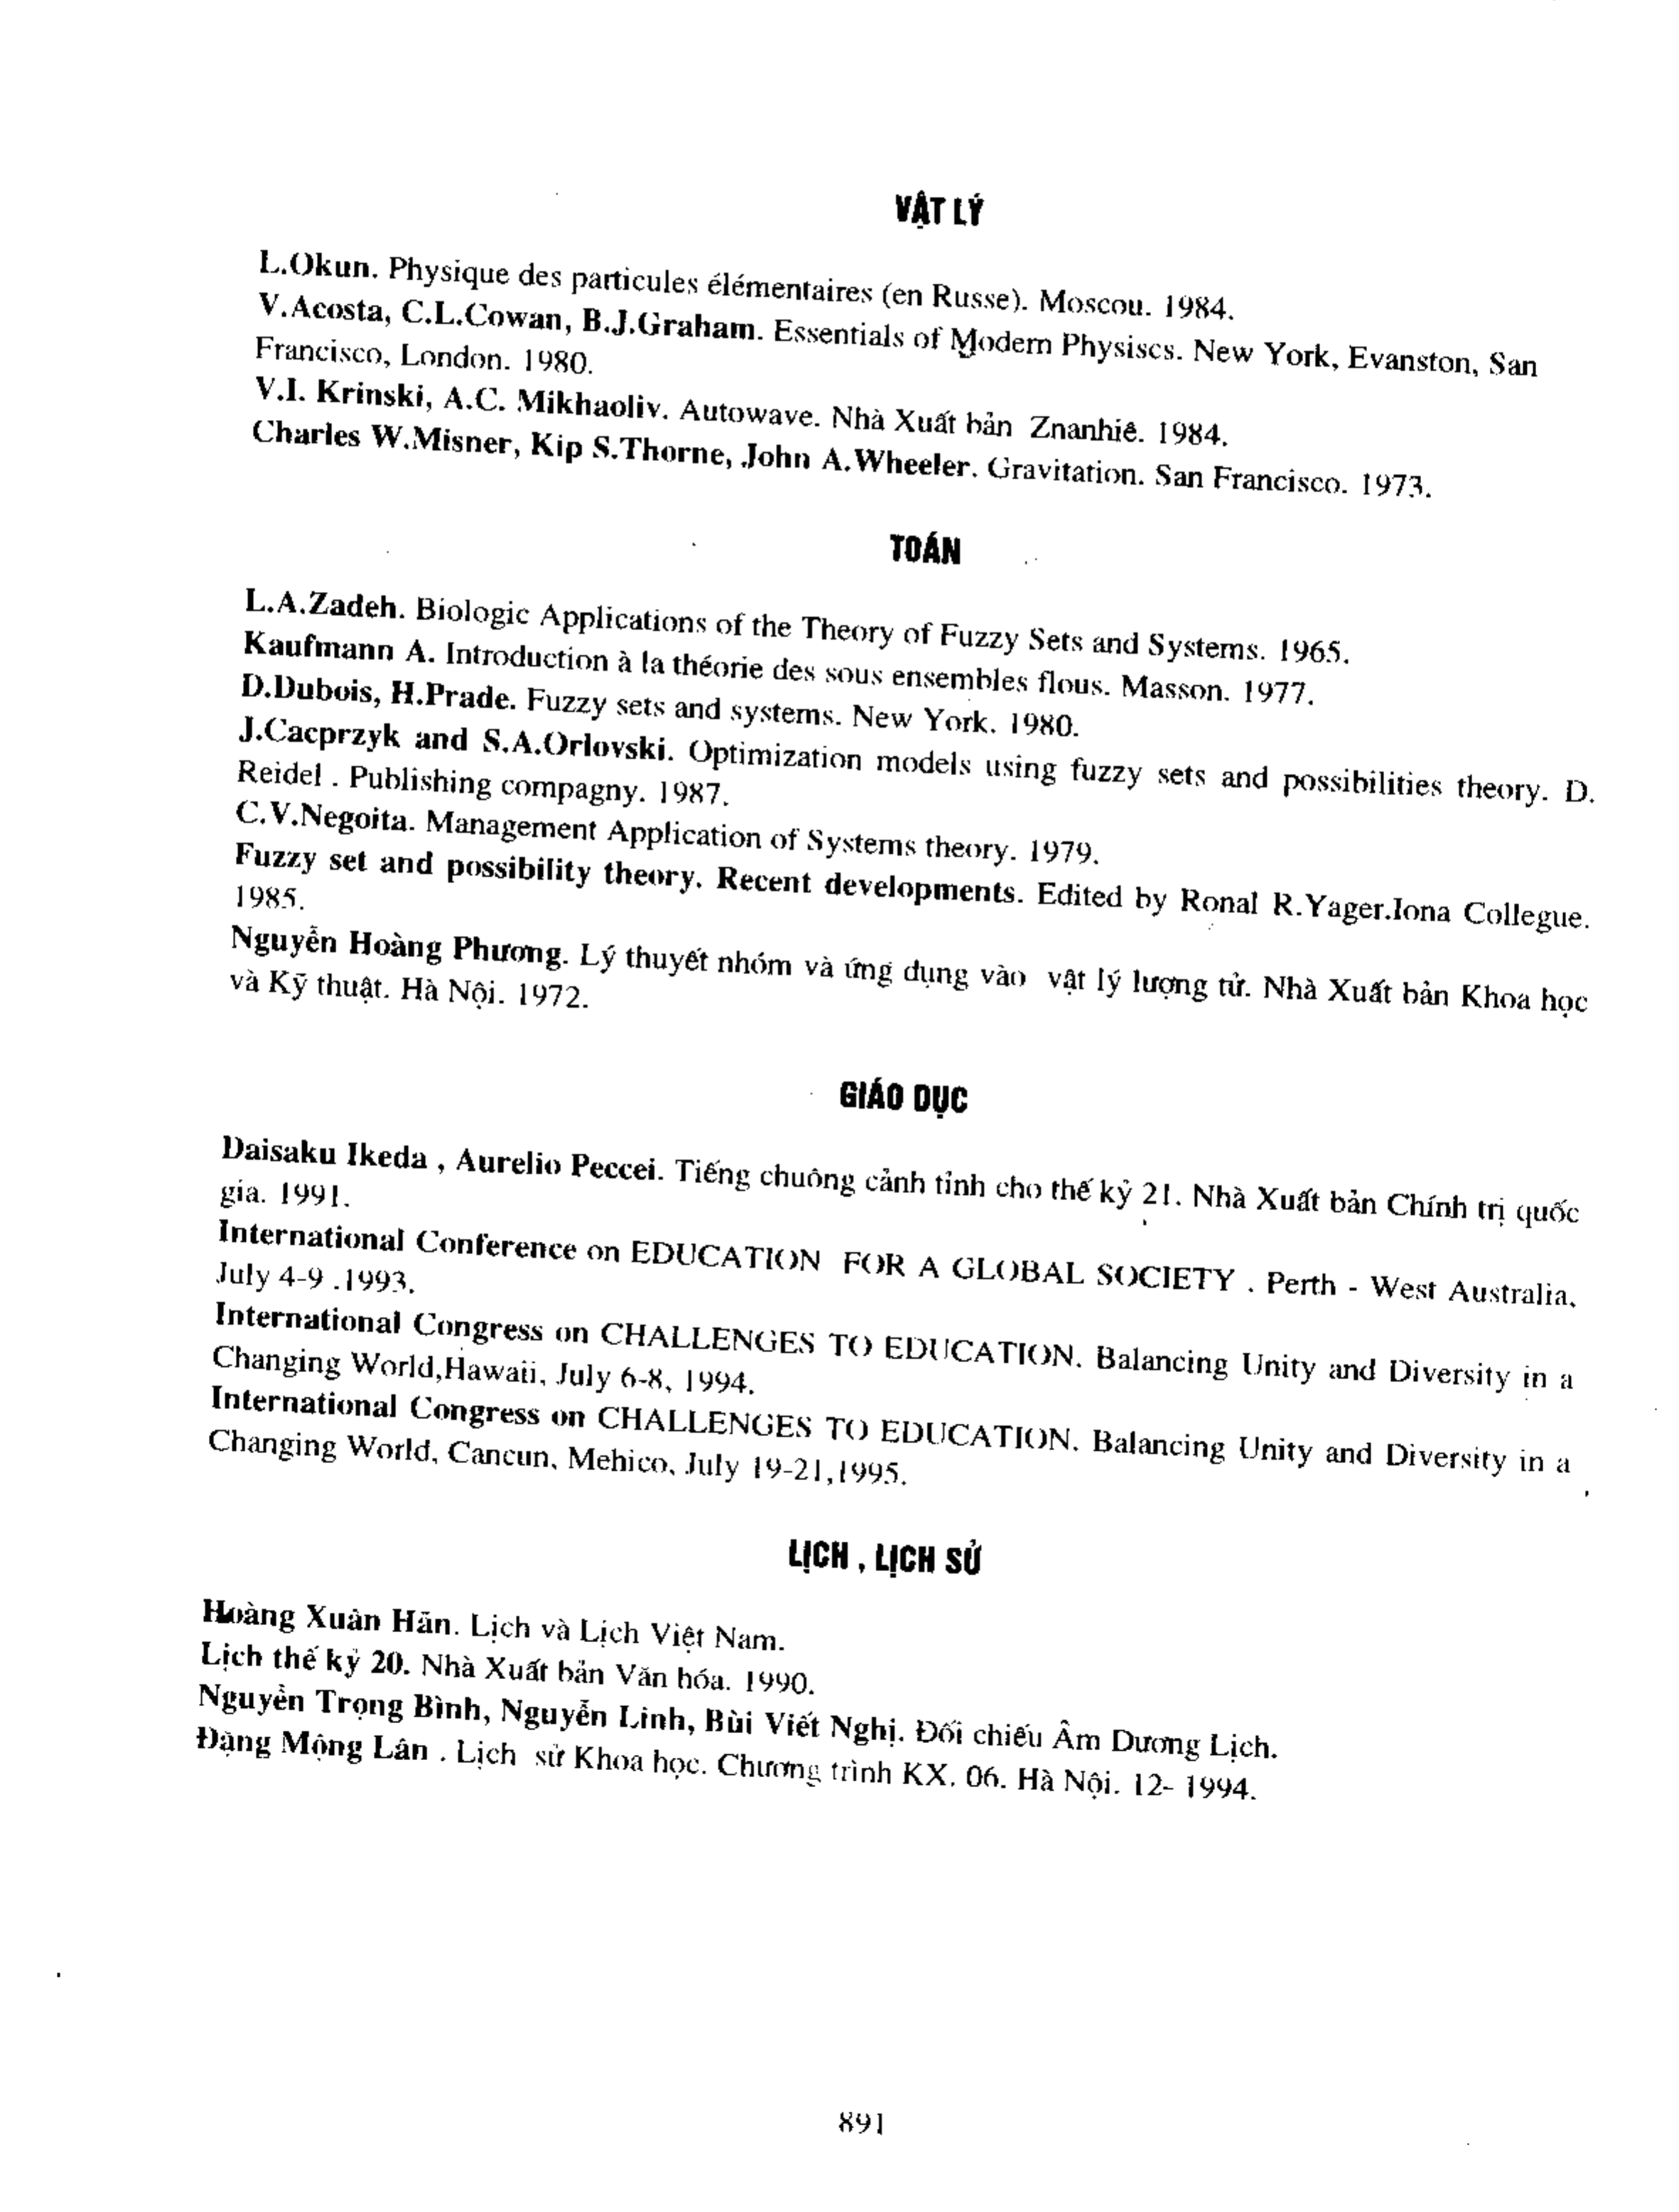 VẬT LÝ
L.Okun. Physique des particules élémentaires (en Russe). Moscou. 1984.
V.Acosta, C.L.Cowan, B.J.Graham. Essentials of Modern Physiscs. New York, Evanston, San
Francisco, London. 1980.
V.I. Krinski, A.C. Mikhaoliv. Autowave. Nhà Xuất bản Znanhiê. 1984.
Charles W.Misner, Kip S.Thorne, John A.Wheeler. Gravitation. San Francisco. 1973.
TOÁN
L.A.Zadeh. Biologic Applications of the Theory of Fuzzy Sets and Systems. 1965.
Kaufmann A. Introduction à la théorie des sous ensembles flous. Masson. 1977.
D.Dubois, H.Prade. Fuzzy sets and systems. New York. 1980.
J.Cacprzyk and S.A.Orlovski. Optimization models using fuzzy sets and possibilities theory. D.
Reidel . Publishing compagny. 1987.
C.V.Negoita. Management Application of Systems theory. 1979.
Fuzzy set and possibility theory. Recent developments. Edited by Ronal R.Yager.Iona Collegue.
1985.
Nguyễn Hoàng Phương. Lý thuyết nhóm và ứng dụng vào vật lý lượng tử. Nhà Xuất bản Khoa học
và Kỹ thuật. Hà Nội. 1972.
GIÁO DỤC
Daisaku Ikeda , Aurelio Peccei. Tiếng chuông cảnh tỉnh cho thế kỷ 21. Nhà Xuất bản Chính trị quốc
gia. 1991.
International Conference on EDUCATION FOR A GLOBAL SOCIETY . Perth - West Australia.
July 4-9 .1993.
International Congress on CHALLENGES TO EDUCATION. Balancing Unity and Diversity in a
Changing World,Hawaii, July 6-8, 1994.
International Congress on CHALLENGES TO EDUCATION. Balancing Unity and Diversity in a
Changing World, Cancun, Mehico, July 19-21,1995.
LỊCH , LỊCH SỬ
Hoàng Xuân Hãn. Lịch và Lịch Việt Nam.
Lịch thế kỷ 20. Nhà Xuất bản Văn hóa. 1990.
Nguyễn Trọng Bình, Nguyễn Linh, Bùi Viết Nghị. Đối chiếu Âm Dương Lịch.
Đặng Mộng Lân . Lịch sử Khoa học. Chương trình KX. 06. Hà Nội. 12- 1994.
891